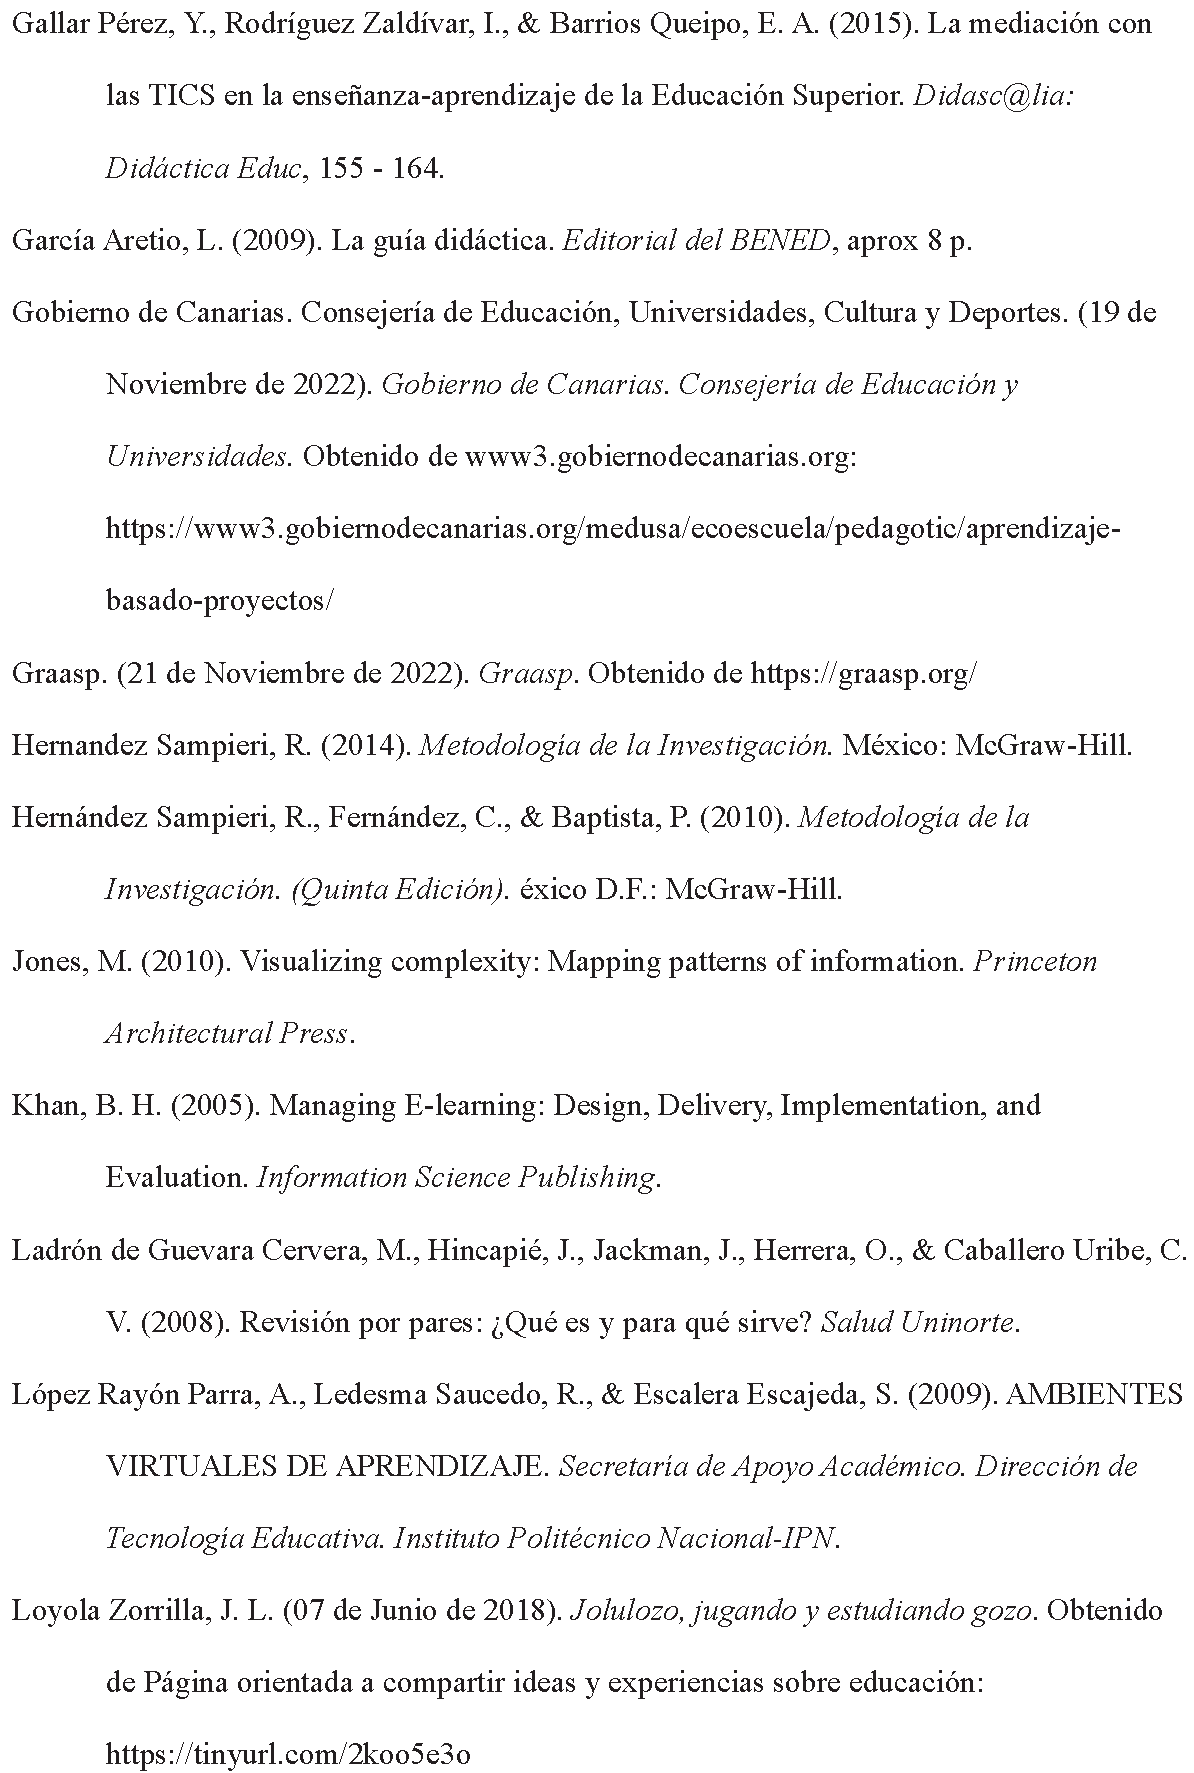 Gallar Pérez, Y., Rodríguez Zaldívar, I., & Barrios Queipo, E. A. (2015). La mediación con
las TICS en la enseñanza-aprendizaje de la Educación Superior. Didasc@lia:
Didáctica Educ, 155 - 164.
García Aretio, L. (2009). La guía didáctica. Editorial del BENED, aprox 8 p.
Gobierno de Canarias. Consejería de Educación, Universidades, Cultura y Deportes. (19 de
Noviembre de 2022). Gobierno de Canarias. Consejería de Educación y
Universidades. Obtenido de www3.gobiernodecanarias.org:
https://www3.gobiernodecanarias.org/medusa/ecoescuela/pedagotic/aprendizaje-
basado-proyectos/
Graasp. (21 de Noviembre de 2022). Graasp. Obtenido de https://graasp.org/
Hernandez Sampieri, R. (2014). Metodología de la Investigación. México: McGraw-Hill.
Hernández Sampieri, R., Fernández, C., & Baptista, P. (2010). Metodología de la
Investigación. (Quinta Edición). éxico D.F.: McGraw-Hill.
Jones, M. (2010). Visualizing complexity: Mapping patterns of information. Princeton
Architectural Press.
Khan, B. H. (2005). Managing E-learning: Design, Delivery, Implementation, and
Evaluation. Information Science Publishing.
Ladrón de Guevara Cervera, M., Hincapié, J., Jackman, J., Herrera, O., & Caballero Uribe, C.
V. (2008). Revisión por pares: ¿Qué es y para qué sirve? Salud Uninorte.
López Rayón Parra, A., Ledesma Saucedo, R., & Escalera Escajeda, S. (2009). AMBIENTES
VIRTUALES DE APRENDIZAJE. Secretaría de Apoyo Académico. Dirección de
Tecnología Educativa. Instituto Politécnico Nacional-IPN.
Loyola Zorrilla, J. L. (07 de Junio de 2018). Jolulozo, jugando y estudiando gozo. Obtenido
de Página orientada a compartir ideas y experiencias sobre educación:
https://tinyurl.com/2koo5e3o